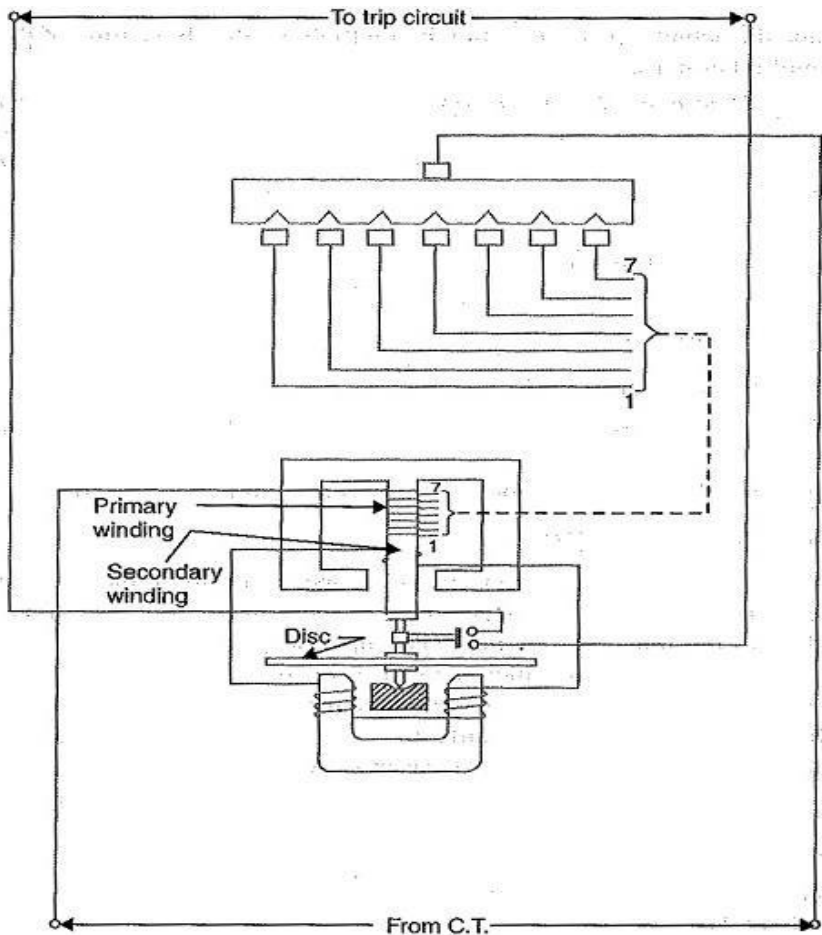 To trip circuit
7
1
7
Primary
winding
1
Secondary
winding
Disc
From C.T.